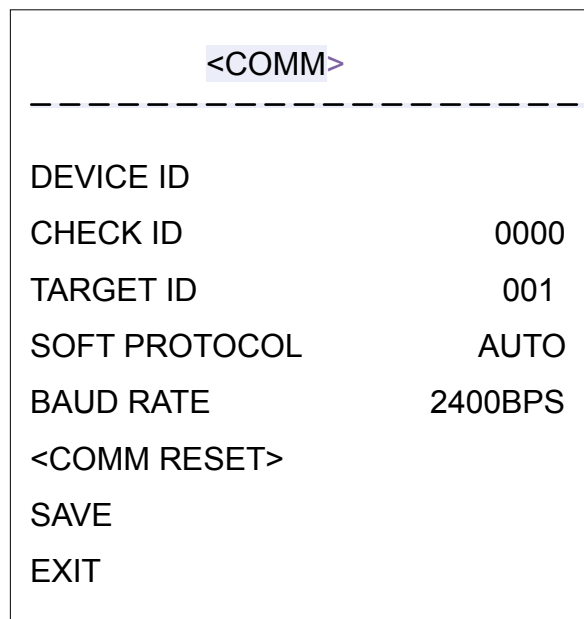 <COMM>
DEVICE ID
CHECK ID 0000
TARGET ID 001
SOFT PROTOCOL AUTO
BAUD RATE 2400BPS
<COMM RESET>
SAVE
EXIT